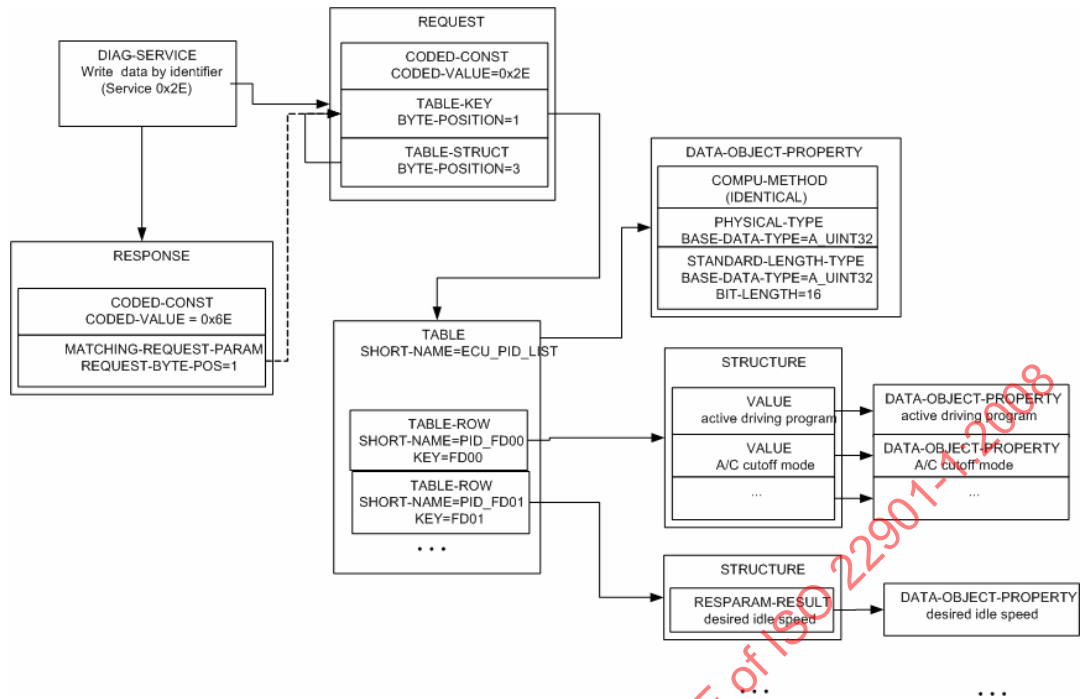 REQUEST
DIAG-SERVICE
Write data by identifier
(Service 0x2E)
CODED-CONST
CODED-VALUE=0x2E
TABLE-KEY
BYTE-POSITION=1
TABLE-STRUCT
BYTE-POSITION=3
DATA-OBJECT-PROPERTY
COMPU-METHOD
(IDENTICAL)
PHYSICAL-TYPE
BASE-DATA-TYPE=A_UINT32
STANDARD-LENGTH-TYPE
BASE-DATA-TYPE=A_UINT32
BIT-LENGTH=16
RESPONSE
CODED-CONST
CODED-VALUE = 0x6E
MATCHING-REQUEST-PARAM
REQUEST-BYTE-POS=1
TABLE
SHORT-NAME=ECU_PID_LIST
TABLE-ROW
SHORT-NAME=PID_FD00
KEY=FD00
TABLE-ROW
SHORT-NAME=PID_FD01
KEY=FD01
...
STRUCTURE
VALUE
active driving program
VALUE
A/C cutoff mode
...
DATA-OBJECT-PROPERTY
active driving program
DATA-OBJECT-PROPERTY
A/C cutoff mode
...
STRUCTURE
RESPARAM-RESULT
desired idle speed
DATA-OBJECT-PROPERTY
desired idle speed
...
...
E of ISO 22901-1:2008